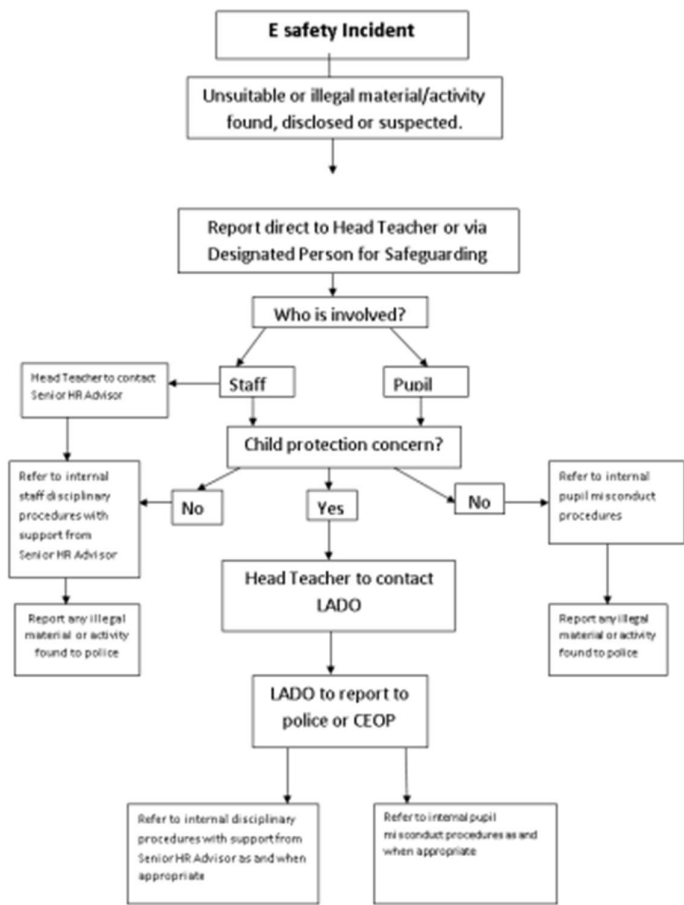 E safety Incident
Unsuitable or illegal material/activity
found, disclosed or suspected.
Report direct to Head Teacher or via
Designated Person for Safeguarding
Who is involved?
Head Teacher to contact
Senior HR Advisor
Staff
Pupil
Child protection concern?
Refer to internal
staff disciplinary
procedures with
support from
Senior HR Advisor
No
Yes
No
Refer to internal
pupil misconduct
procedures
Head Teacher to contact
LADO
Report any illegal
material or activity
found to police
Report any illegal
material or activity
found to police
LADO to report to
police or CEOP
Refer to internal disciplinary
procedures with support from
Senior HR Advisor as and when
appropriate
Refer to internal pupil
misconduct procedures as and
when appropriate